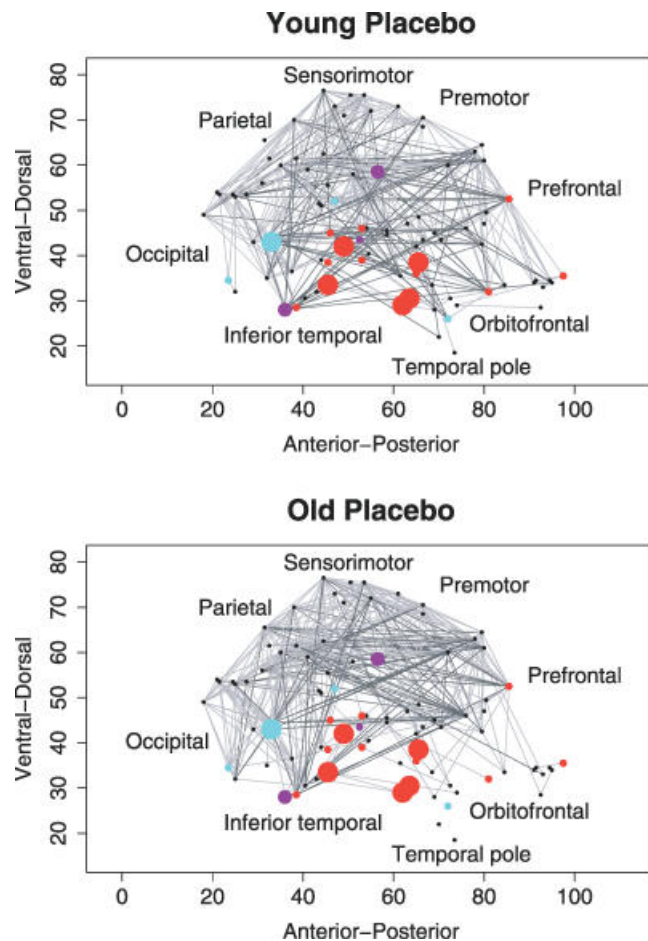 Young Placebo
Sensorimotor
Premotor
Parietal
Prefrontal
Occipital
Inferior temporal
Orbitofrontal
Temporal pole
Ventral–Dorsal
20 30 40 50 60 70 80
0 20 40 60 80 100
Anterior–Posterior
Old Placebo
Sensorimotor
Premotor
Parietal
Prefrontal
Occipital
Inferior temporal
Orbitofrontal
Temporal pole
Ventral–Dorsal
20 30 40 50 60 70 80
0 20 40 60 80 100
Anterior–Posterior